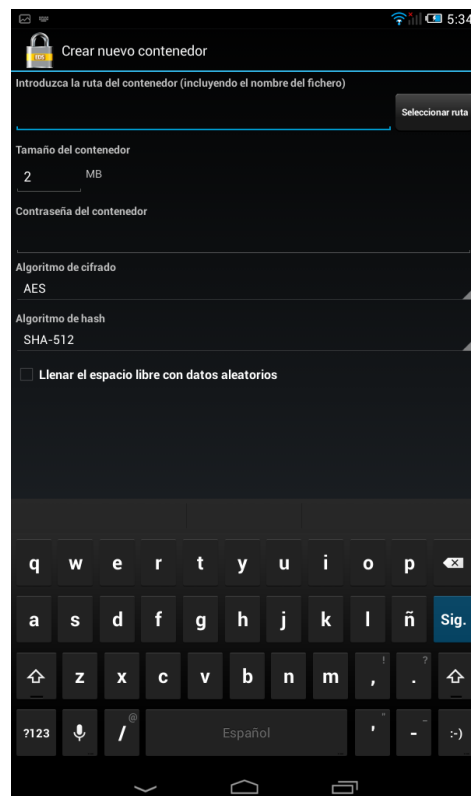 5:34
EDS
Crear nuevo contenedor
Introduzca la ruta del contenedor (incluyendo el nombre del fichero)
Seleccionar ruta
Tamaño del contenedor
2 MB
Contraseña del contenedor
Algoritmo de cifrado
AES
Algoritmo de hash
SHA-512
Llenar el espacio libre con datos aleatorios
q w e r t y u i o p
a s d f g h j k l ñ Sig.
z x c v b n m , ! . ?
?123 / @ Español ' " - _ :-)